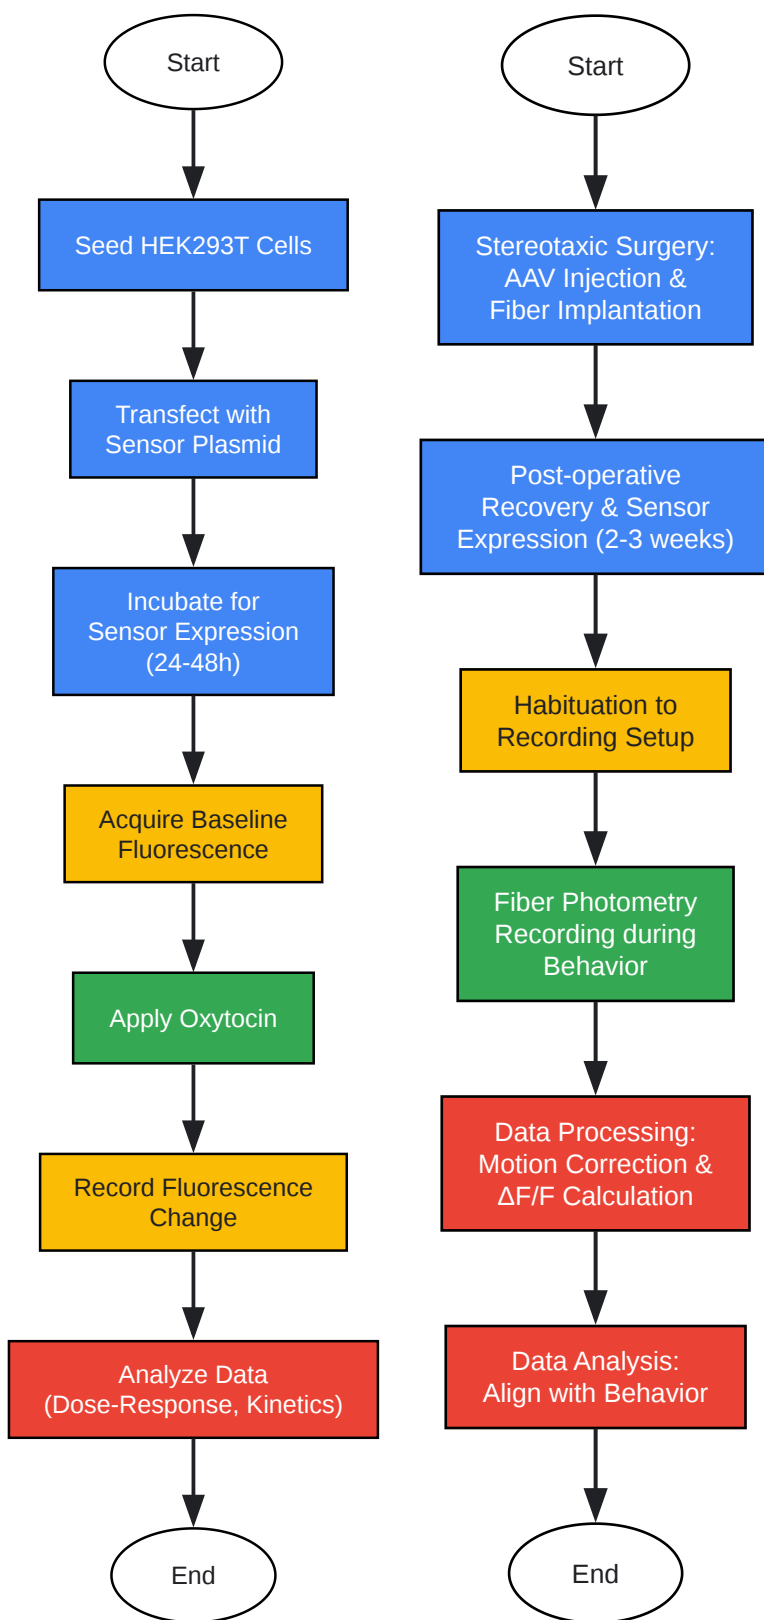 Start
Seed HEK293T Cells
Transfect with
Sensor Plasmid
Incubate for
Sensor Expression
(24-48h)
Acquire Baseline
Fluorescence
Apply Oxytocin
Record Fluorescence
Change
Analyze Data
(Dose-Response, Kinetics)
End
Start
Stereotaxic Surgery:
AAV Injection &
Fiber Implantation
Post-operative
Recovery & Sensor
Expression (2-3 weeks)
Habituation to
Recording Setup
Fiber Photometry
Recording during
Behavior
Data Processing:
Motion Correction &
ΔF/F Calculation
Data Analysis:
Align with Behavior
End